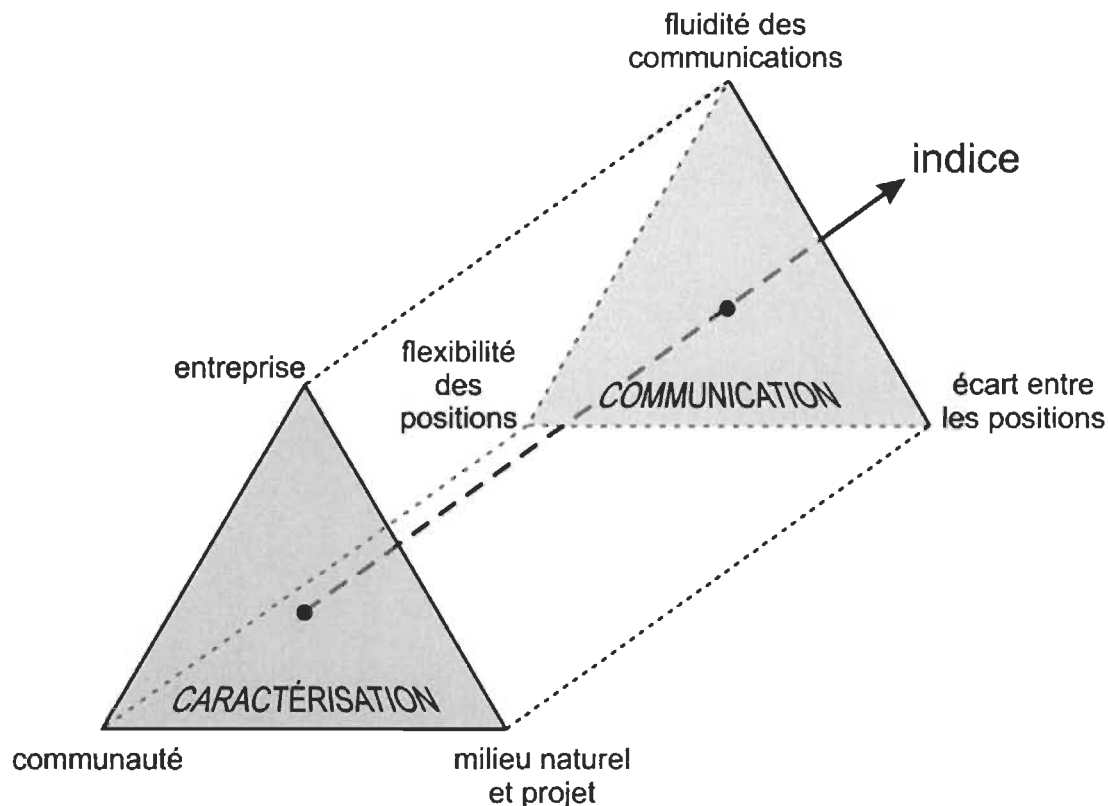 fluidité des
communications
indice
entreprise
flexibilité
des
positions
COMMUNICATION
écart entre
les positions
CARACTÉRISATION
communauté
milieu naturel
et projet